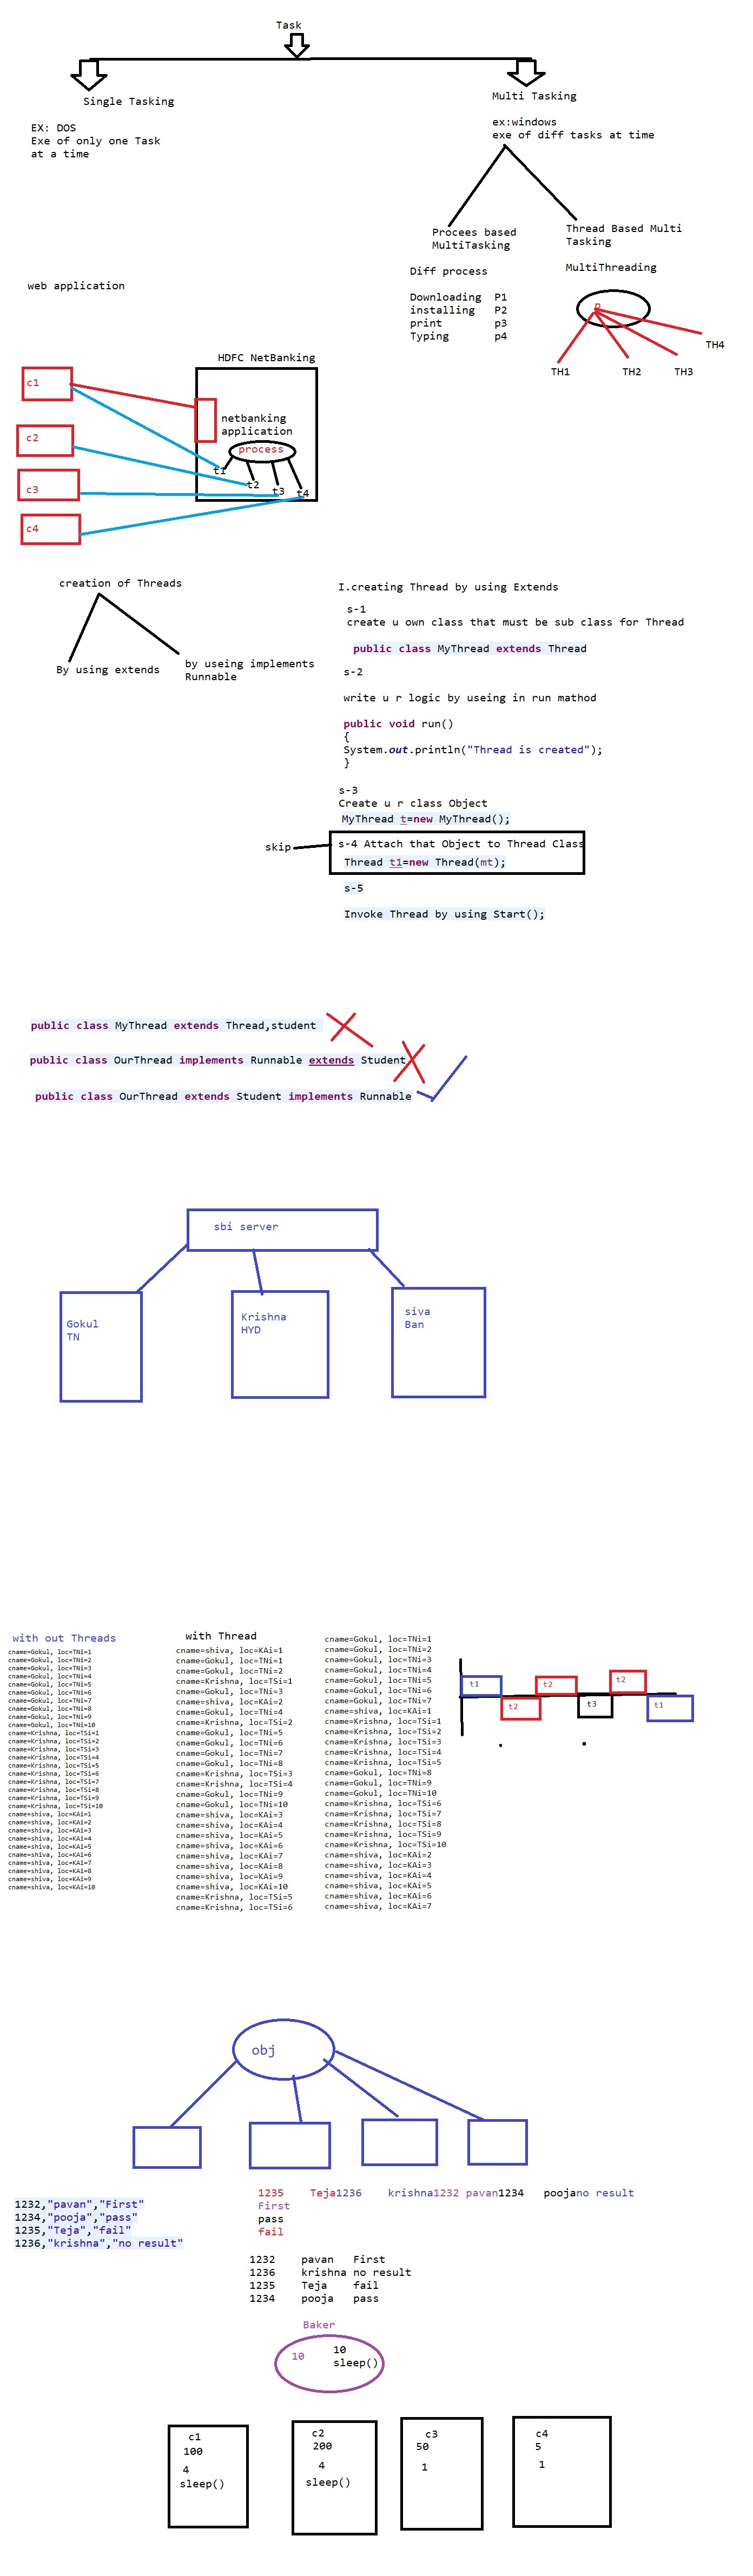 Task
Single Tasking
EX: DOS
Exe of only one Task
at a time
Multi Tasking
ex:windows
exe of diff tasks at time
Procees based
MultiTasking
Thread Based Multi
Tasking
Diff process
Downloading P1
installing P2
print p3
Typing p4
MultiThreading
p
TH1
TH2
TH3
TH4
web application
HDFC NetBanking
c1
c2
c3
c4
netbanking
application
process
t1
t2
t3
t4
creation of Threads
By using extends
by useing implements
Runnable
I.creating Thread by using Extends
s-1
create u own class that must be sub class for Thread
public class MyThread extends Thread
s-2
write u r logic by useing in run mathod
public void run()
{
System.out.println("Thread is created");
}
s-3
Create u r class Object
MyThread t=new MyThread();
skip
s-4 Attach that Object to Thread Class
Thread t1=new Thread(mt);
s-5
Invoke Thread by using Start();
public class MyThread extends Thread,student
public class OurThread implements Runnable extends Student
public class OurThread extends Student implements Runnable
sbi server
Gokul
TN
Krishna
HYD
siva
Ban
with out Threads
cname=Gokul, loc=TNi=1
cname=Gokul, loc=TNi=2
cname=Gokul, loc=TNi=3
cname=Gokul, loc=TNi=4
cname=Gokul, loc=TNi=5
cname=Gokul, loc=TNi=6
cname=Gokul, loc=TNi=7
cname=Gokul, loc=TNi=8
cname=Gokul, loc=TNi=9
cname=Gokul, loc=TNi=10
cname=Krishna, loc=TSi=1
cname=Krishna, loc=TSi=2
cname=Krishna, loc=TSi=3
cname=Krishna, loc=TSi=4
cname=Krishna, loc=TSi=5
cname=Krishna, loc=TSi=6
cname=Krishna, loc=TSi=7
cname=Krishna, loc=TSi=8
cname=Krishna, loc=TSi=9
cname=Krishna, loc=TSi=10
cname=shiva, loc=KAi=1
cname=shiva, loc=KAi=2
cname=shiva, loc=KAi=3
cname=shiva, loc=KAi=4
cname=shiva, loc=KAi=5
cname=shiva, loc=KAi=6
cname=shiva, loc=KAi=7
cname=shiva, loc=KAi=8
cname=shiva, loc=KAi=9
cname=shiva, loc=KAi=10
with Thread
cname=shiva, loc=KAi=1
cname=Gokul, loc=TNi=1
cname=Gokul, loc=TNi=2
cname=Krishna, loc=TSi=1
cname=Gokul, loc=TNi=3
cname=shiva, loc=KAi=2
cname=Gokul, loc=TNi=4
cname=Krishna, loc=TSi=2
cname=Gokul, loc=TNi=5
cname=Gokul, loc=TNi=6
cname=Gokul, loc=TNi=7
cname=Gokul, loc=TNi=8
cname=Krishna, loc=TSi=3
cname=Krishna, loc=TSi=4
cname=Gokul, loc=TNi=9
cname=Gokul, loc=TNi=10
cname=shiva, loc=KAi=3
cname=shiva, loc=KAi=4
cname=shiva, loc=KAi=5
cname=shiva, loc=KAi=6
cname=shiva, loc=KAi=7
cname=shiva, loc=KAi=8
cname=shiva, loc=KAi=9
cname=shiva, loc=KAi=10
cname=Krishna, loc=TSi=5
cname=Krishna, loc=TSi=6
cname=Gokul, loc=TNi=1
cname=Gokul, loc=TNi=2
cname=Gokul, loc=TNi=3
cname=Gokul, loc=TNi=4
cname=Gokul, loc=TNi=5
cname=Gokul, loc=TNi=6
cname=Gokul, loc=TNi=7
cname=shiva, loc=KAi=1
cname=Krishna, loc=TSi=1
cname=Krishna, loc=TSi=2
cname=Krishna, loc=TSi=3
cname=Krishna, loc=TSi=4
cname=Krishna, loc=TSi=5
cname=Gokul, loc=TNi=8
cname=Gokul, loc=TNi=9
cname=Gokul, loc=TNi=10
cname=Krishna, loc=TSi=6
cname=Krishna, loc=TSi=7
cname=Krishna, loc=TSi=8
cname=Krishna, loc=TSi=9
cname=Krishna, loc=TSi=10
cname=shiva, loc=KAi=2
cname=shiva, loc=KAi=3
cname=shiva, loc=KAi=4
cname=shiva, loc=KAi=5
cname=shiva, loc=KAi=6
cname=shiva, loc=KAi=7
t1
t2
t2
t3
t2
t1
obj
1232,"pavan","First"
1234,"pooja","pass"
1235,"Teja","fail"
1236,"krishna","no result"
1235 Teja1236 krishna1232 pavan1234 poojano result
First
pass
fail
1232 pavan First
1236 krishna no result
1235 Teja fail
1234 pooja pass
Baker
10
10
sleep()
c1
100
4
sleep()
c2
200
4
sleep()
c3
50
1
c4
5
1